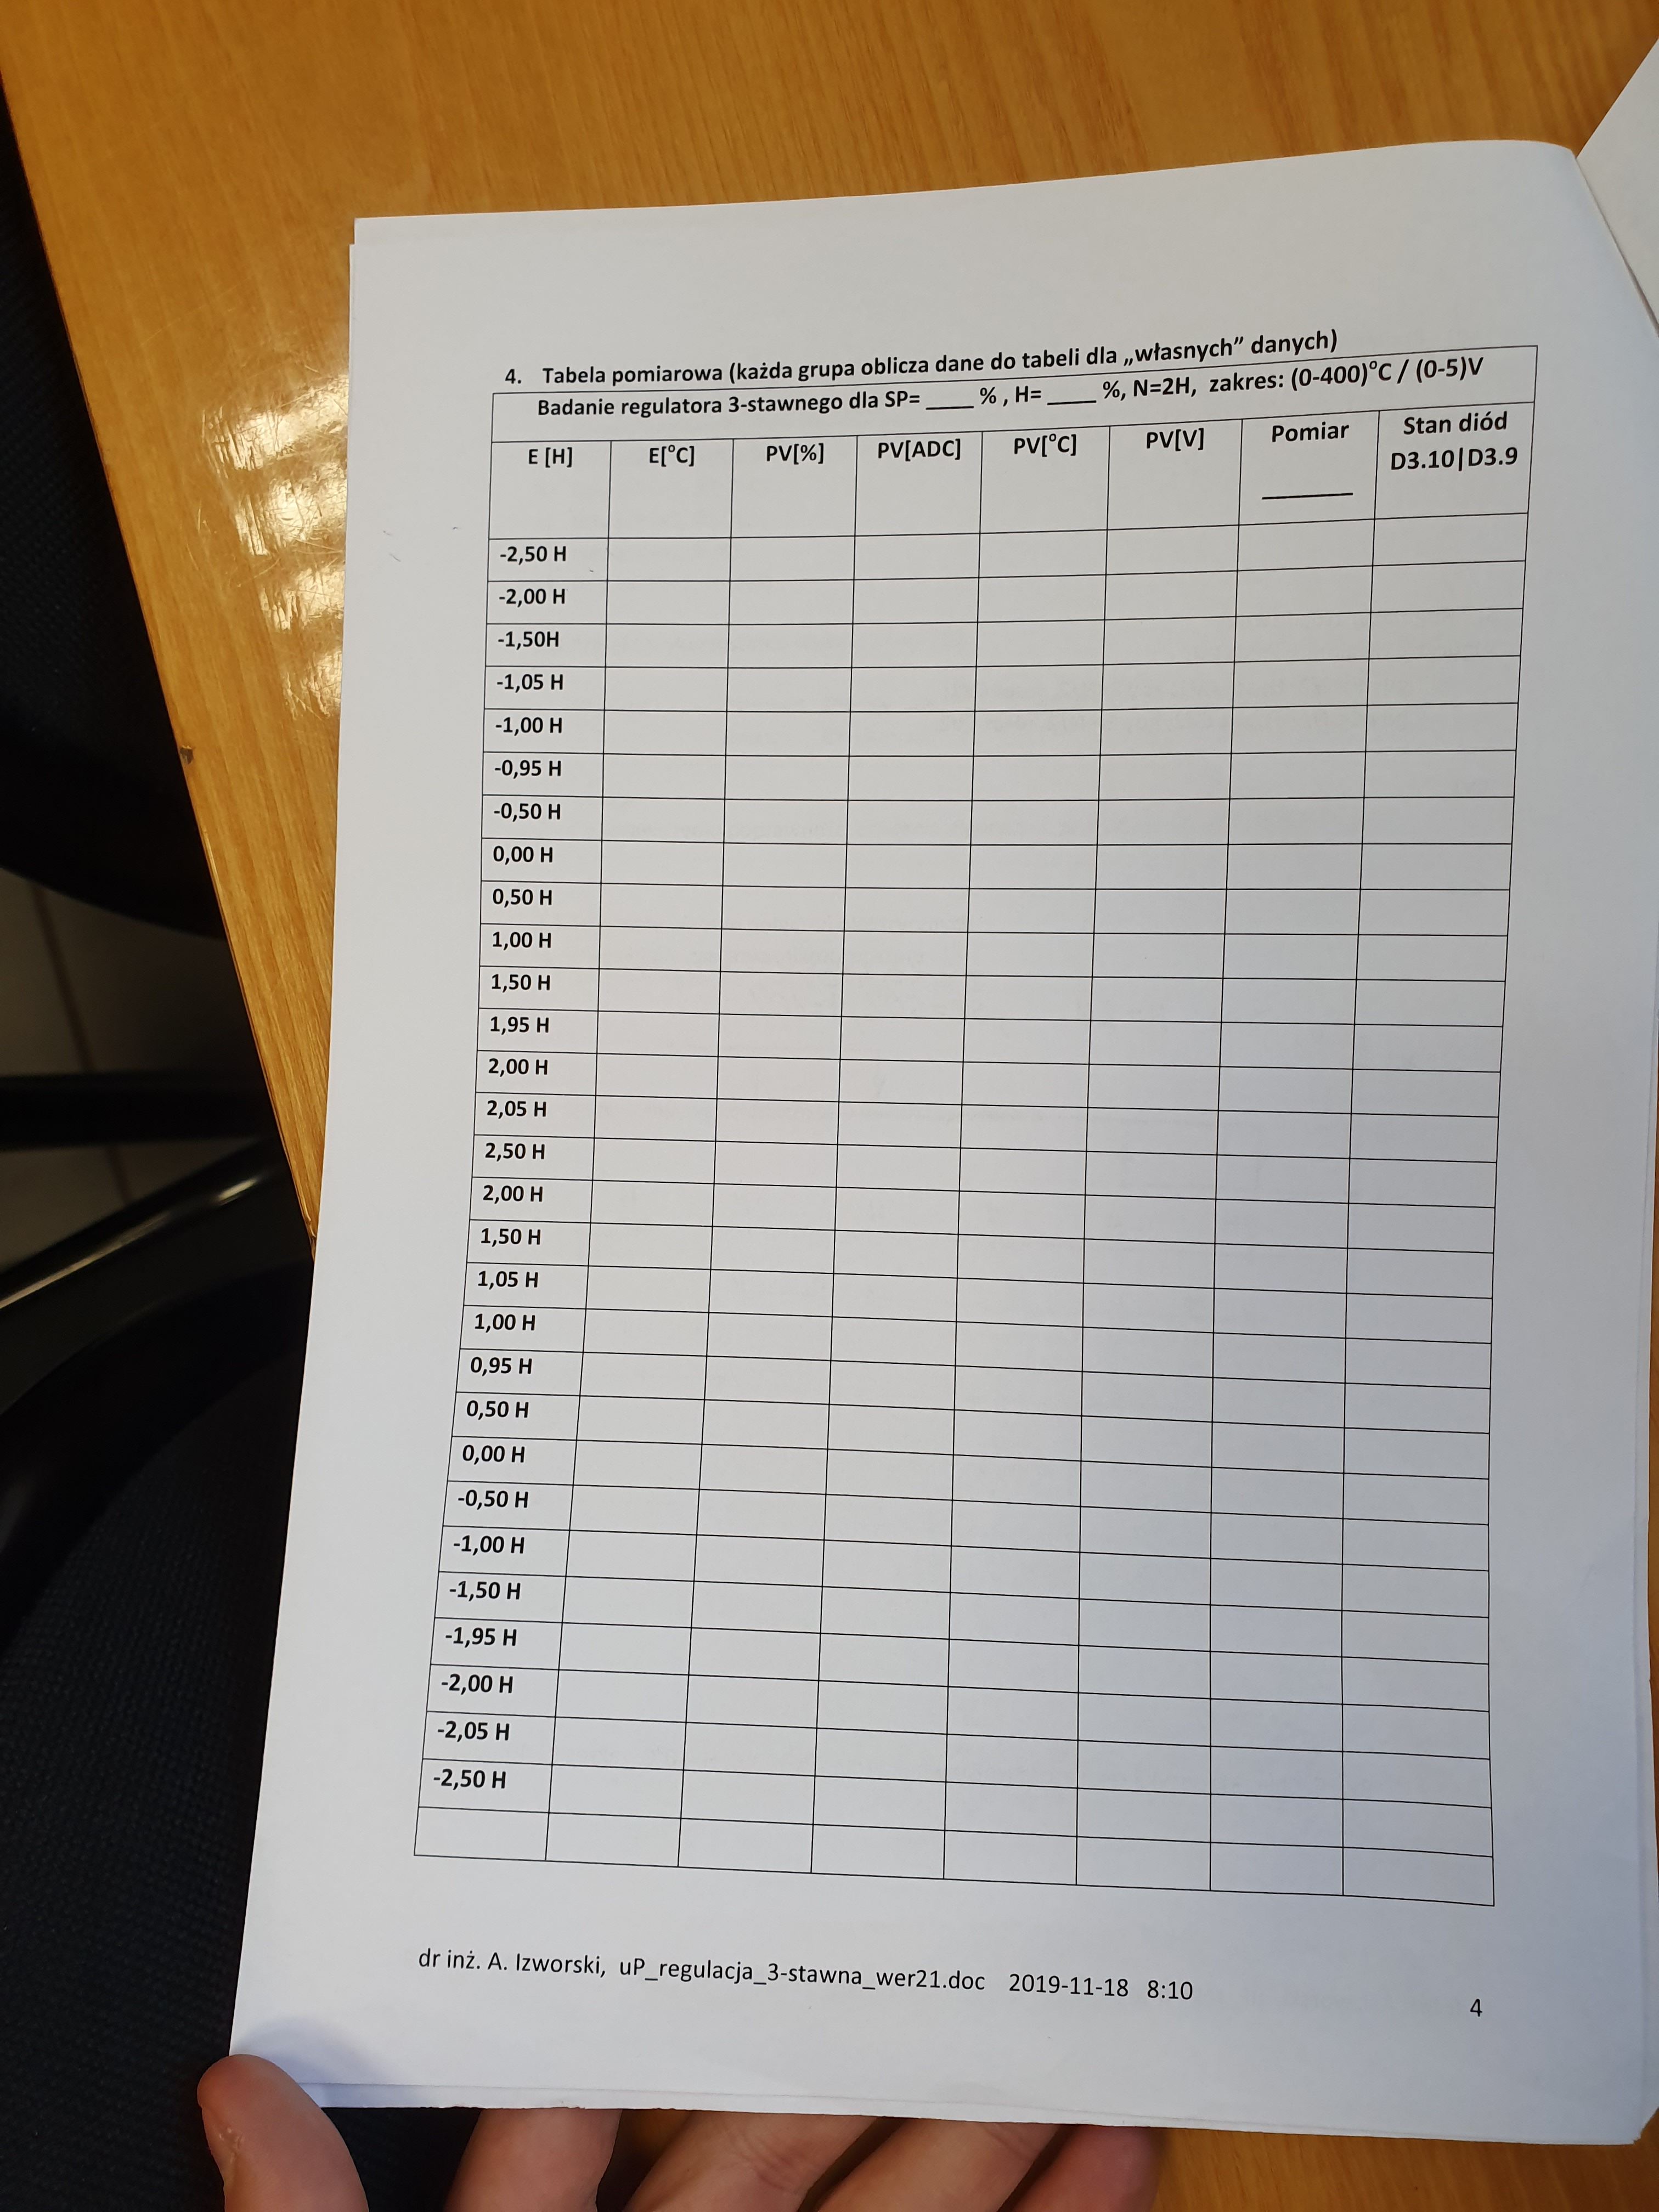 4. Tabela pomiarowa (każda grupa oblicza dane do tabeli dla „własnych” danych)
Badanie regulatora 3-stawnego dla SP= ____ % , H= ____ %, N=2H, zakres: (0-400)°C / (0-5)V
E [H] E[°C] PV[%] PV[ADC] PV[°C] PV[V] Pomiar ______ Stan diód D3.10|D3.9
-2,50 H
-2,00 H
-1,50H
-1,05 H
-1,00 H
-0,95 H
-0,50 H
0,00 H
0,50 H
1,00 H
1,50 H
1,95 H
2,00 H
2,05 H
2,50 H
2,00 H
1,50 H
1,05 H
1,00 H
0,95 H
0,50 H
0,00 H
-0,50 H
-1,00 H
-1,50 H
-1,95 H
-2,00 H
-2,05 H
-2,50 H
dr inż. A. Izworski, uP_regulacja_3-stawna_wer21.doc 2019-11-18 8:10
4